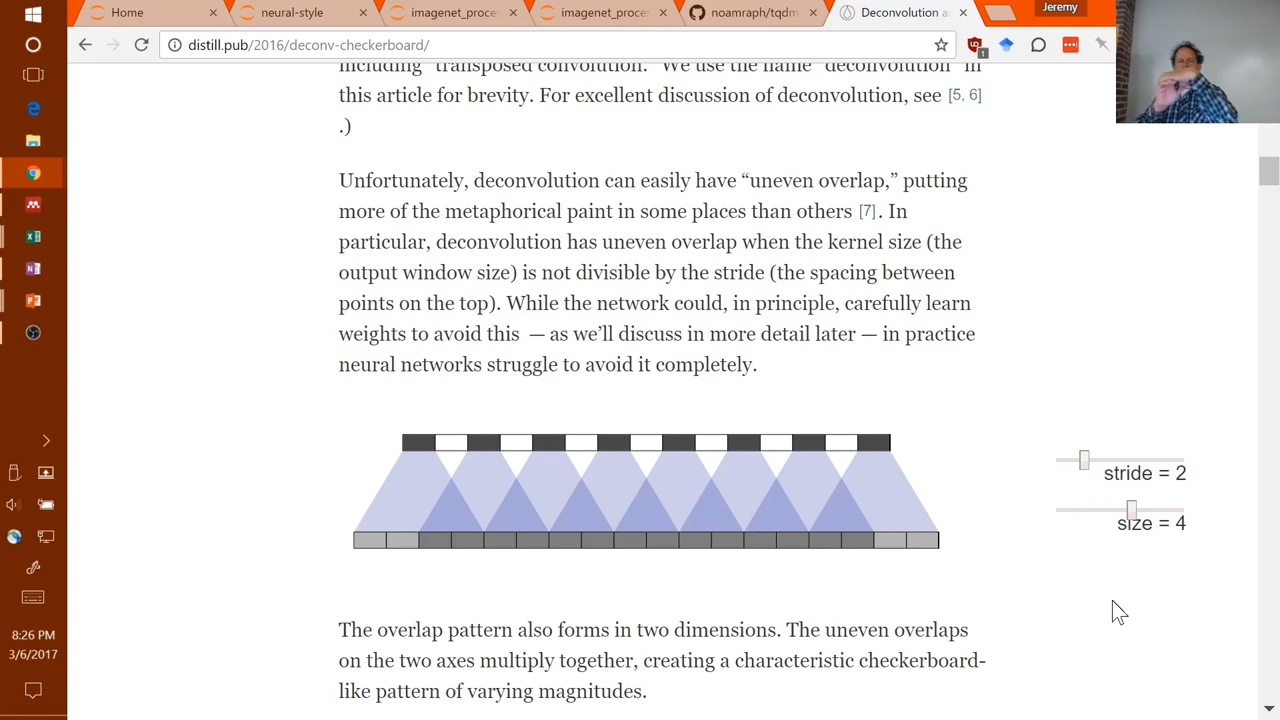 Home
neural-style
imagenet_proce
imagenet_proces
noamraph/tqdm
Deconvolution a
Jeremy
distill.pub/2016/deconv-checkerboard/
1
including "transposed convolution." We use the name "deconvolution" in
this article for brevity. For excellent discussion of deconvolution, see [5, 6]
.)
Unfortunately, deconvolution can easily have “uneven overlap,” putting
more of the metaphorical paint in some places than others [7]. In
particular, deconvolution has uneven overlap when the kernel size (the
output window size) is not divisible by the stride (the spacing between
points on the top). While the network could, in principle, carefully learn
weights to avoid this — as we’ll discuss in more detail later — in practice
neural networks struggle to avoid it completely.
stride = 2
size = 4
The overlap pattern also forms in two dimensions. The uneven overlaps
on the two axes multiply together, creating a characteristic checkerboard-
like pattern of varying magnitudes.
8:26 PM
3/6/2017